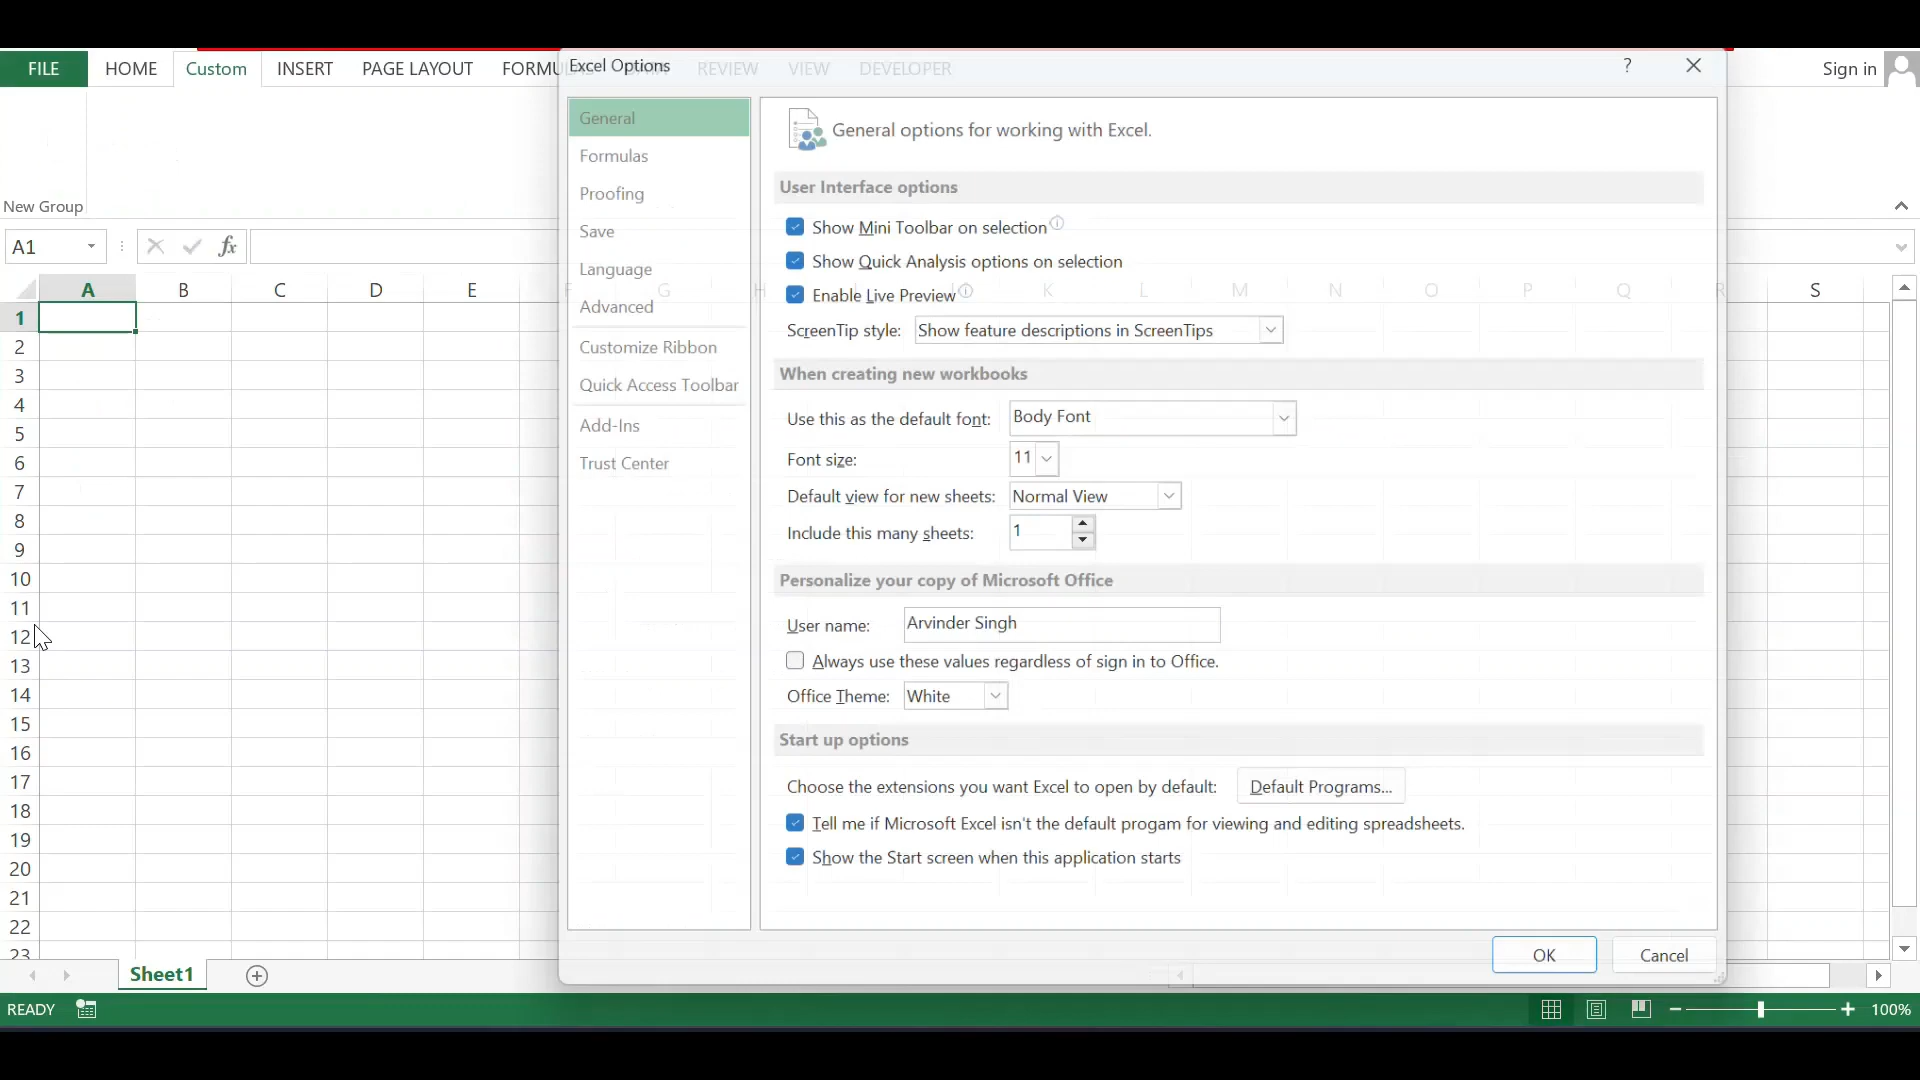 FILE HOME Custom INSERT PAGE LAYOUT FORMU REVIEW VIEW DEVELOPER Sign in
Excel Options ?
New Group
A1 fx
A B C D E F G H K L M N O P Q R S
1
2
3
4
5
6
7
8
9
10
11
12
13
14
15
16
17
18
19
20
21
22
23
General
Formulas
Proofing
Save
Language
Advanced
Customize Ribbon
Quick Access Toolbar
Add-Ins
Trust Center
General options for working with Excel.
User Interface options
Show Mini Toolbar on selection
Show Quick Analysis options on selection
Enable Live Preview
ScreenTip style: Show feature descriptions in ScreenTips
When creating new workbooks
Use this as the default font: Body Font
Font size: 11
Default view for new sheets: Normal View
Include this many sheets: 1
Personalize your copy of Microsoft Office
User name: Arvinder Singh
Always use these values regardless of sign in to Office.
Office Theme: White
Start up options
Choose the extensions you want Excel to open by default: Default Programs...
Tell me if Microsoft Excel isn't the default progam for viewing and editing spreadsheets.
Show the Start screen when this application starts
OK Cancel
Sheet1
READY 100%